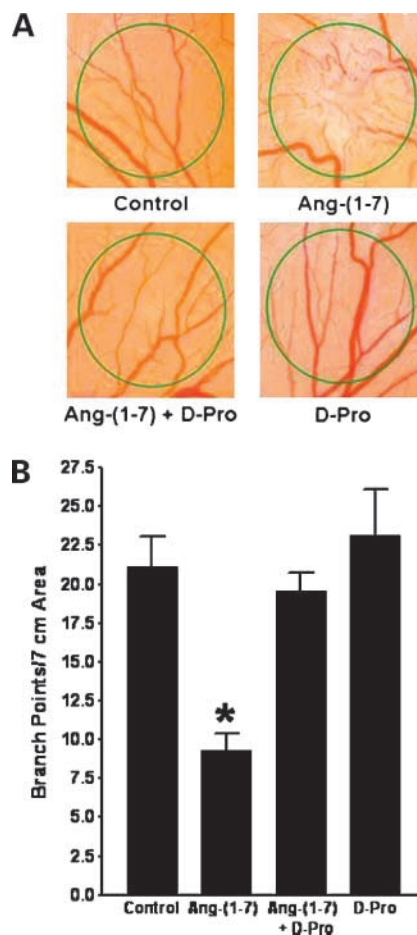 A
Control
Ang-(1-7)
Ang-(1-7) + D-Pro
D-Pro
B
Branch Points/7 cm Area
27.5
25.0
22.5
20.0
17.5
15.0
12.5
10.0
7.5
5.0
2.5
0.0
*
Control
Ang-(1-7)
Ang-(1-7)
+ D-Pro
D-Pro